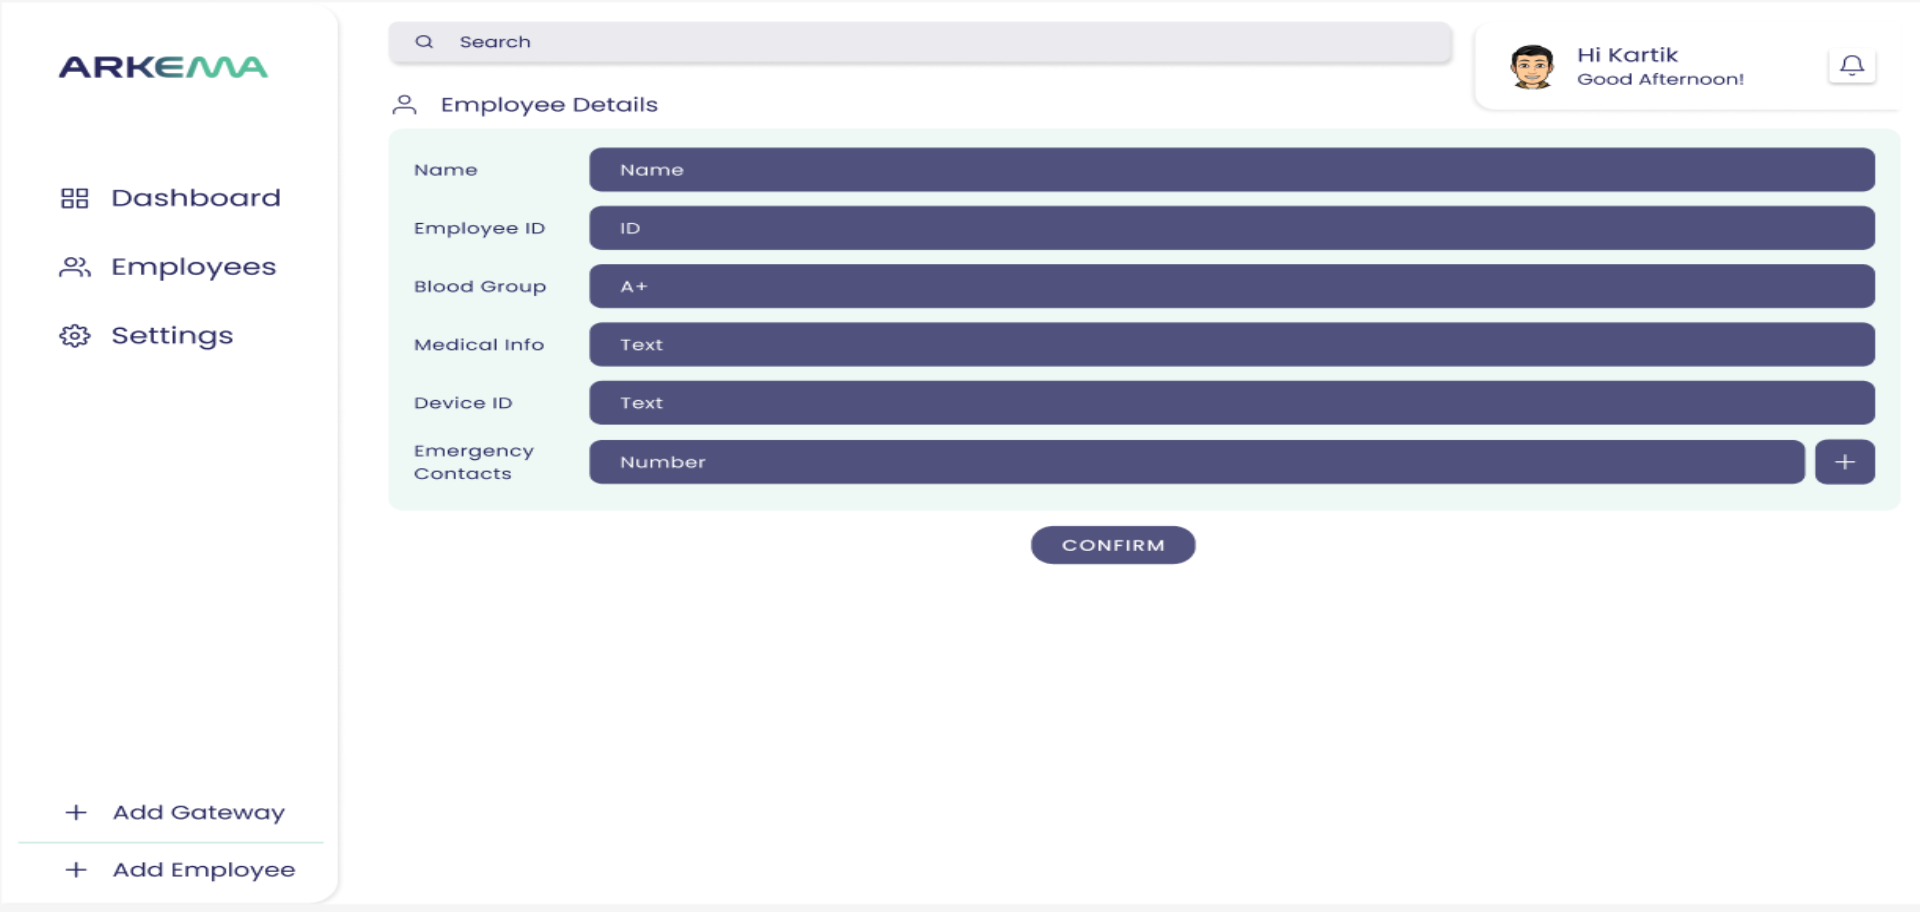 ARKEMA
Dashboard
Employees
Settings
Add Gateway
Add Employee
Search
Hi Kartik
Good Afternoon!
Employee Details
Name Name
Employee ID ID
Blood Group A+
Medical Info Text
Device ID Text
Emergency
Contacts Number
CONFIRM